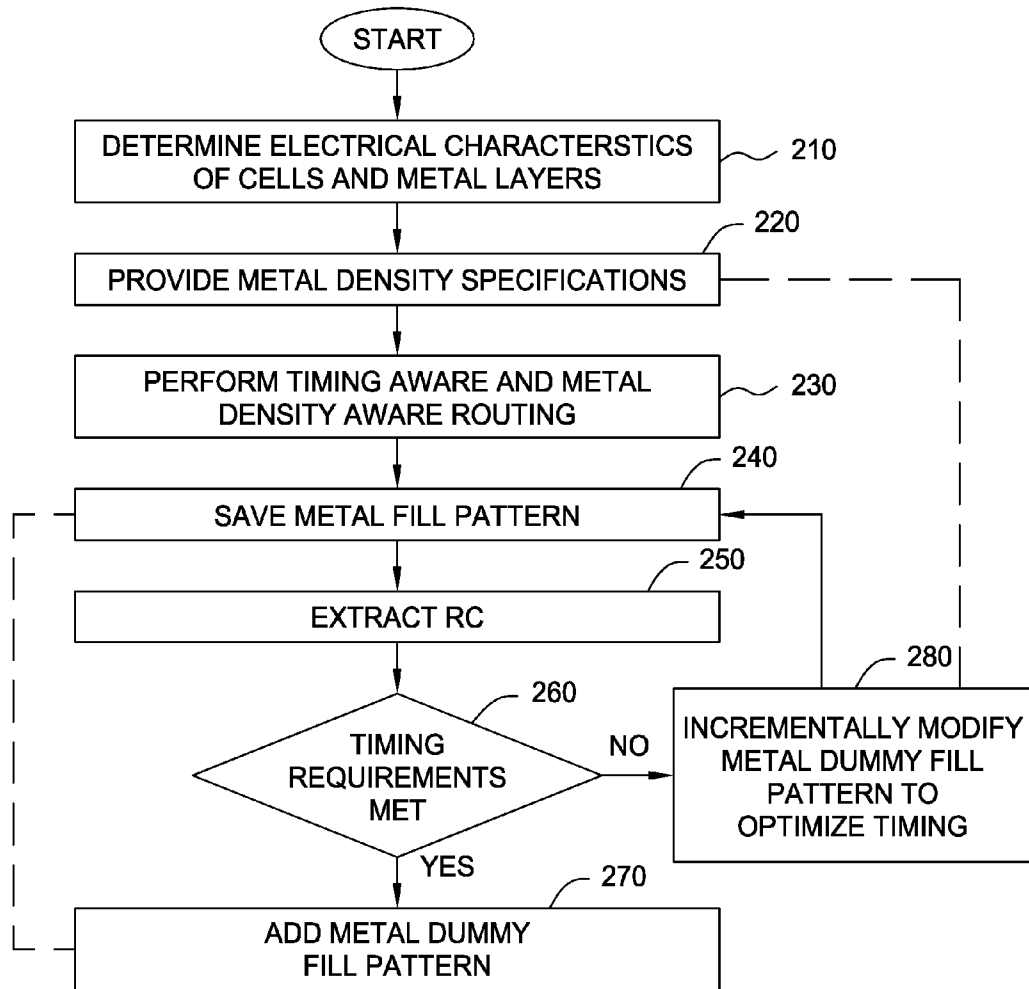 START
DETERMINE ELECTRICAL CHARACTERSTICS
OF CELLS AND METAL LAYERS
210
220
PROVIDE METAL DENSITY SPECIFICATIONS
PERFORM TIMING AWARE AND METAL
DENSITY AWARE ROUTING
230
240
SAVE METAL FILL PATTERN
250
EXTRACT RC
260
TIMING
REQUIREMENTS
MET
NO
280
INCREMENTALLY MODIFY
METAL DUMMY FILL
PATTERN TO
OPTIMIZE TIMING
YES
270
ADD METAL DUMMY
FILL PATTERN